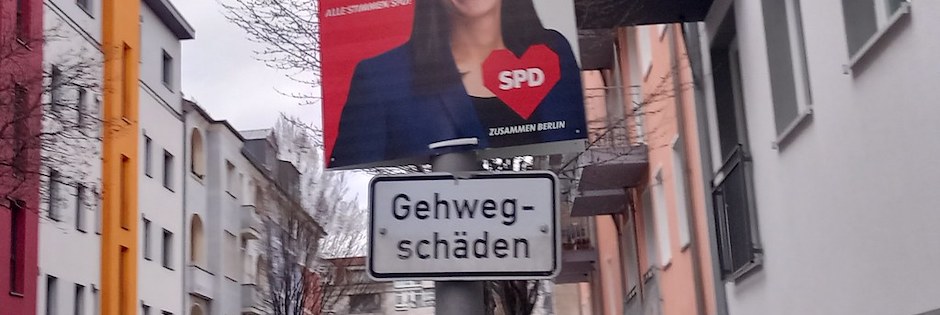 ALLE STIMMEN SPD!
SPD
ZUSAMMEN BERLIN
Gehweg-
schäden